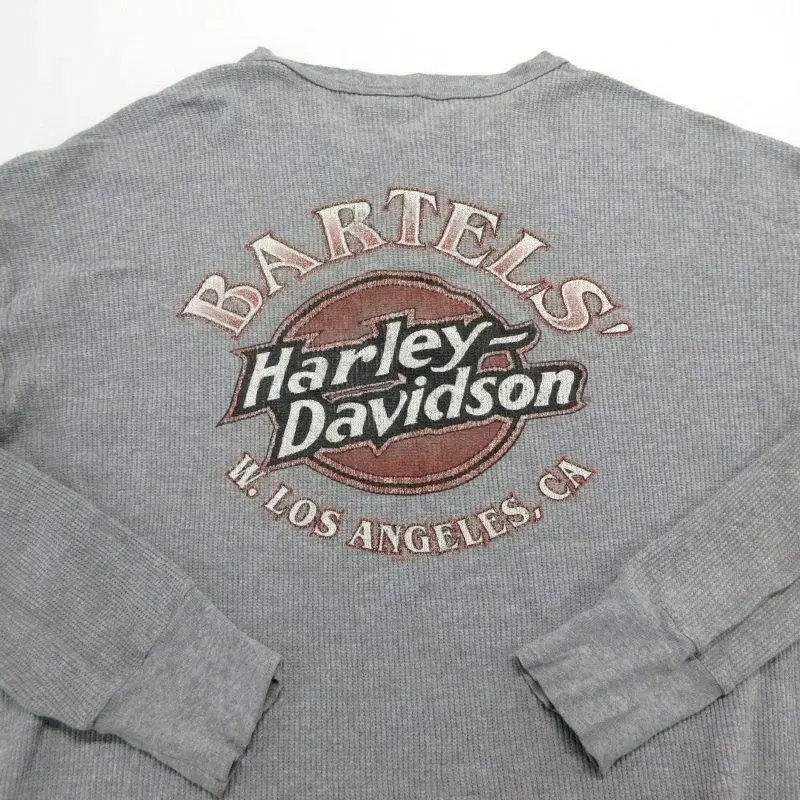 BARTELS'
Harley-
Davidson
W. LOS ANGELES, CA